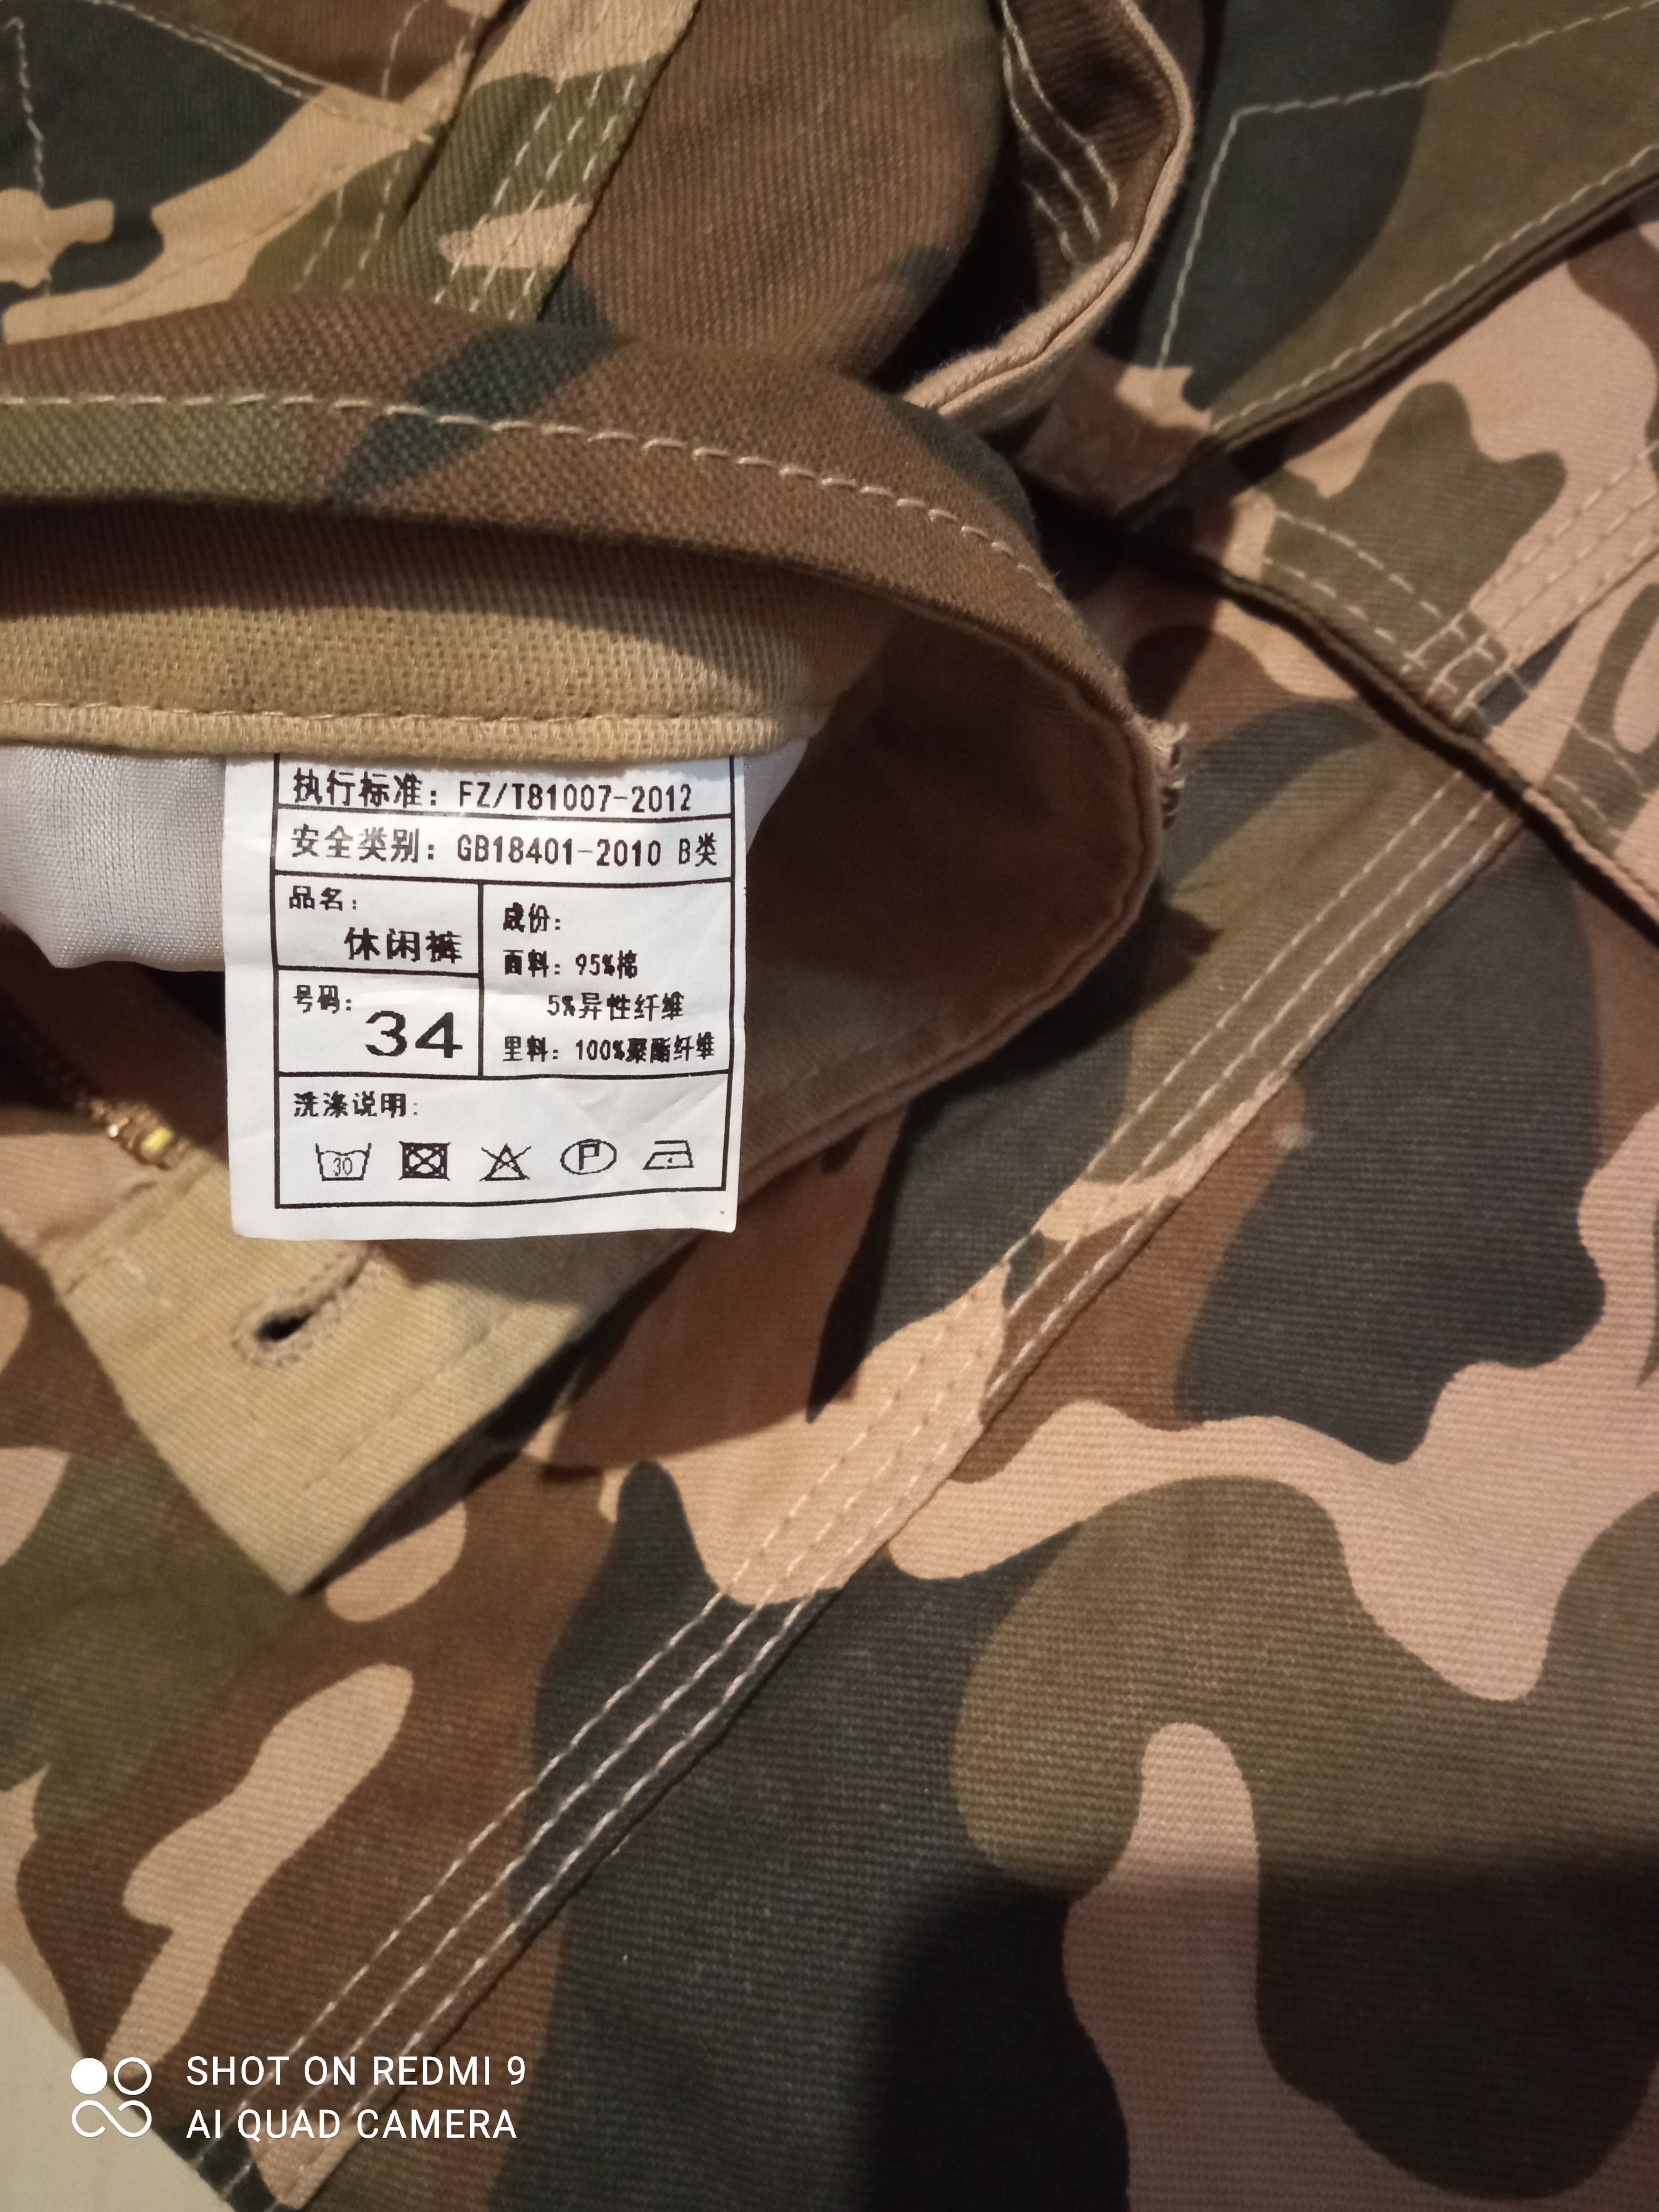 执行标准: FZ/T81007-2012
安全类别: GB18401-2010 B类
品名:
休闲裤
号码:
34
成份:
面料: 95%棉
5%异性纤维
里料: 100%聚酯纤维
洗涤说明:
30
P
SHOT ON REDMI 9
AI QUAD CAMERA